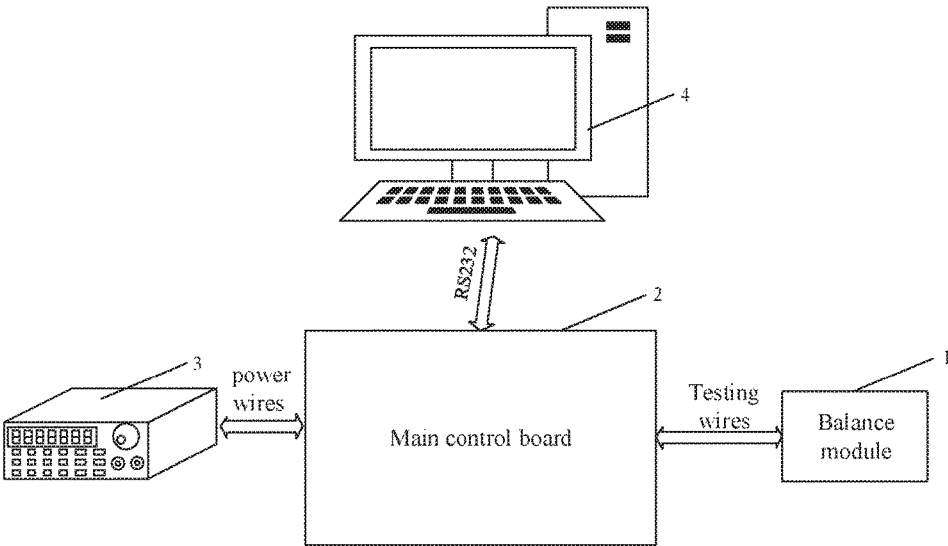 4
RS232
2
3
1
power
wires
Testing
wires
Main control board
Balance
module